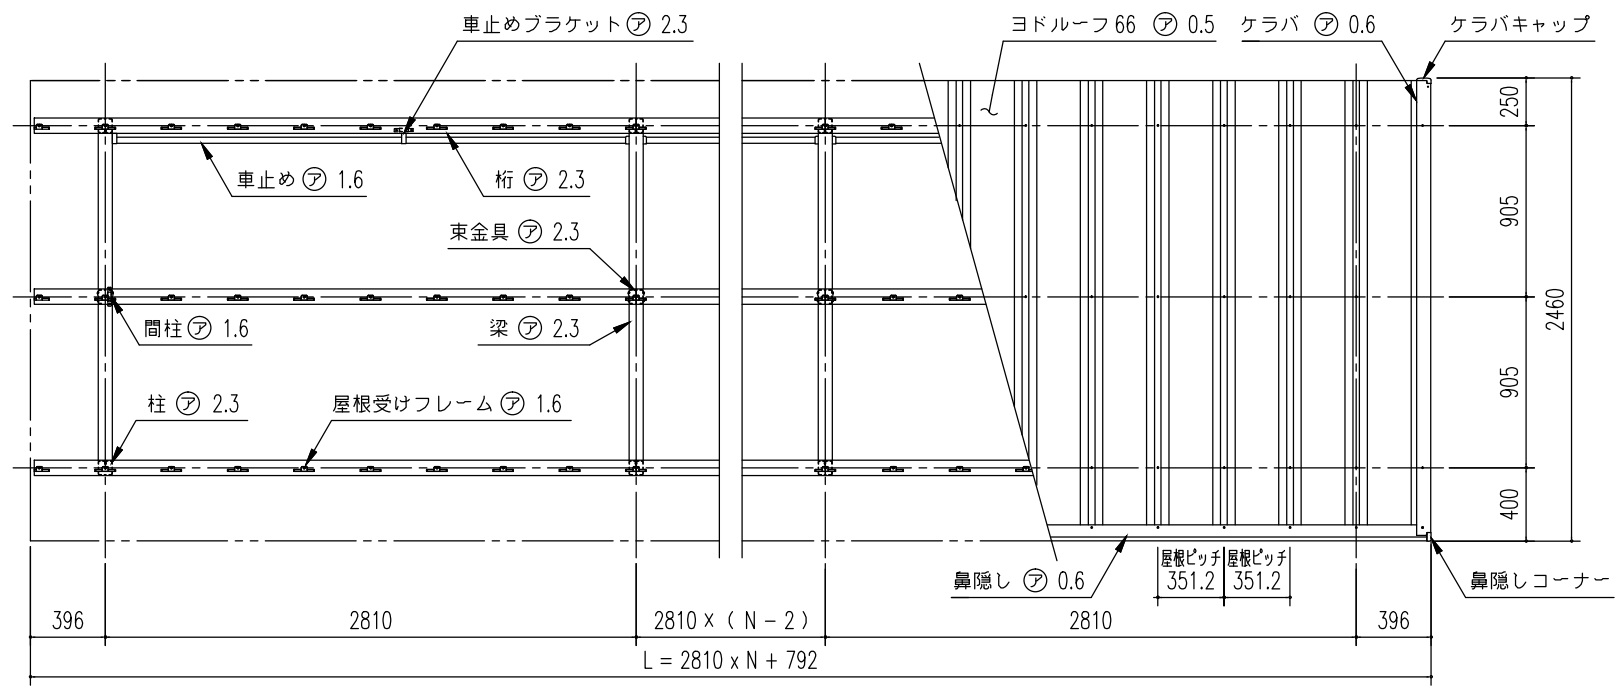 車止めブラケット ㋐ 2.3
ヨドルーフ 66 ㋐ 0.5
ケラバ ㋐ 0.6
ケラバキャップ
250
車止め ㋐ 1.6
桁 ㋐ 2.3
905
束金具 ㋐ 2.3
2460
間柱 ㋐ 1.6
梁 ㋐ 2.3
905
柱 ㋐ 2.3
屋根受けフレーム ㋐ 1.6
400
屋根ピッチ 屋根ピッチ
351.2 351.2
鼻隠し ㋐ 0.6
鼻隠しコーナー
396
2810
2810 × ( N − 2 )
2810
396
L = 2810 x N + 792